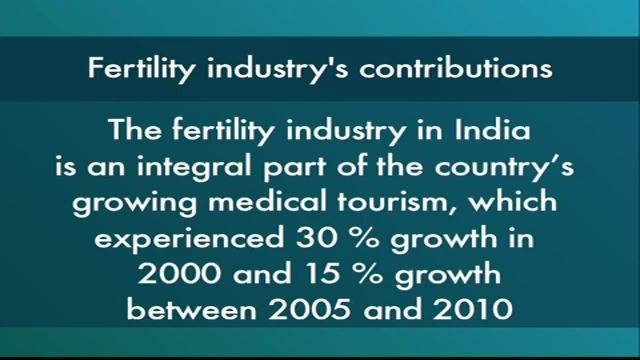 Fertility industry's contributions
The fertility industry in India
is an integral part of the country’s
growing medical tourism, which
experienced 30 % growth in
2000 and 15 % growth
between 2005 and 2010